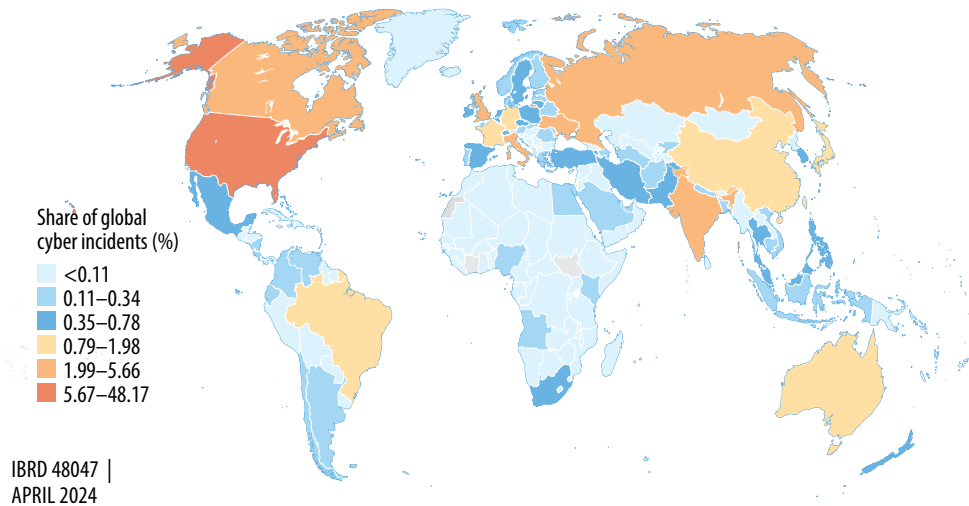 Share of global
cyber incidents (%)
<0.11
0.11–0.34
0.35–0.78
0.79–1.98
1.99–5.66
5.67–48.17
IBRD 48047 |
APRIL 2024